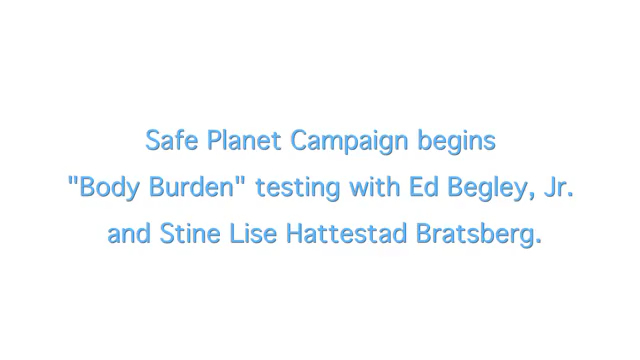 Safe Planet Campaign begins
"Body Burden" testing with Ed Begley, Jr.
and Stine Lise Hattestad Bratsberg.